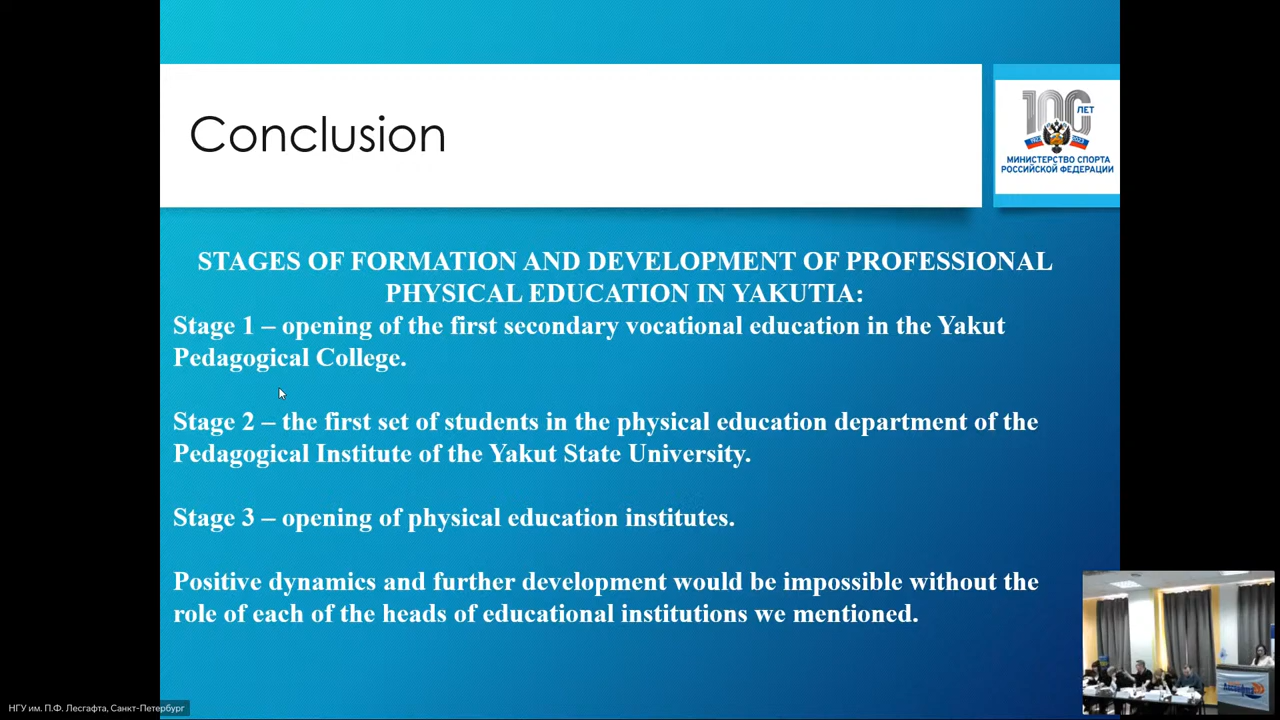 Conclusion
100
ЛЕТ
МИНИСТЕРСТВО СПОРТА
РОССИЙСКОЙ ФЕДЕРАЦИИ
STAGES OF FORMATION AND DEVELOPMENT OF PROFESSIONAL
PHYSICAL EDUCATION IN YAKUTIA:
Stage 1 – opening of the first secondary vocational education in the Yakut
Pedagogical College.
Stage 2 – the first set of students in the physical education department of the
Pedagogical Institute of the Yakut State University.
Stage 3 – opening of physical education institutes.
Positive dynamics and further development would be impossible without the
role of each of the heads of educational institutions we mentioned.
НГУ им. П.Ф. Лесгафта, Санкт-Петербург